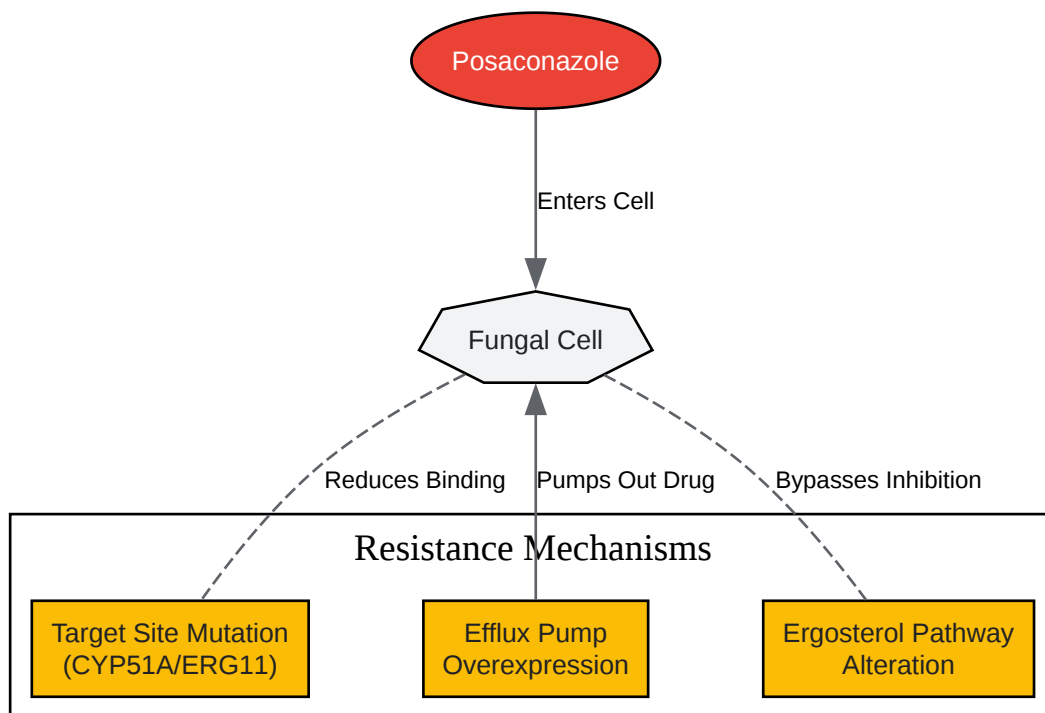 Posaconazole
Enters Cell
Fungal Cell
Reduces Binding
Pumps Out Drug
Bypasses Inhibition
Resistance Mechanisms
Target Site Mutation
(CYP51A/ERG11)
Efflux Pump
Overexpression
Ergosterol Pathway
Alteration